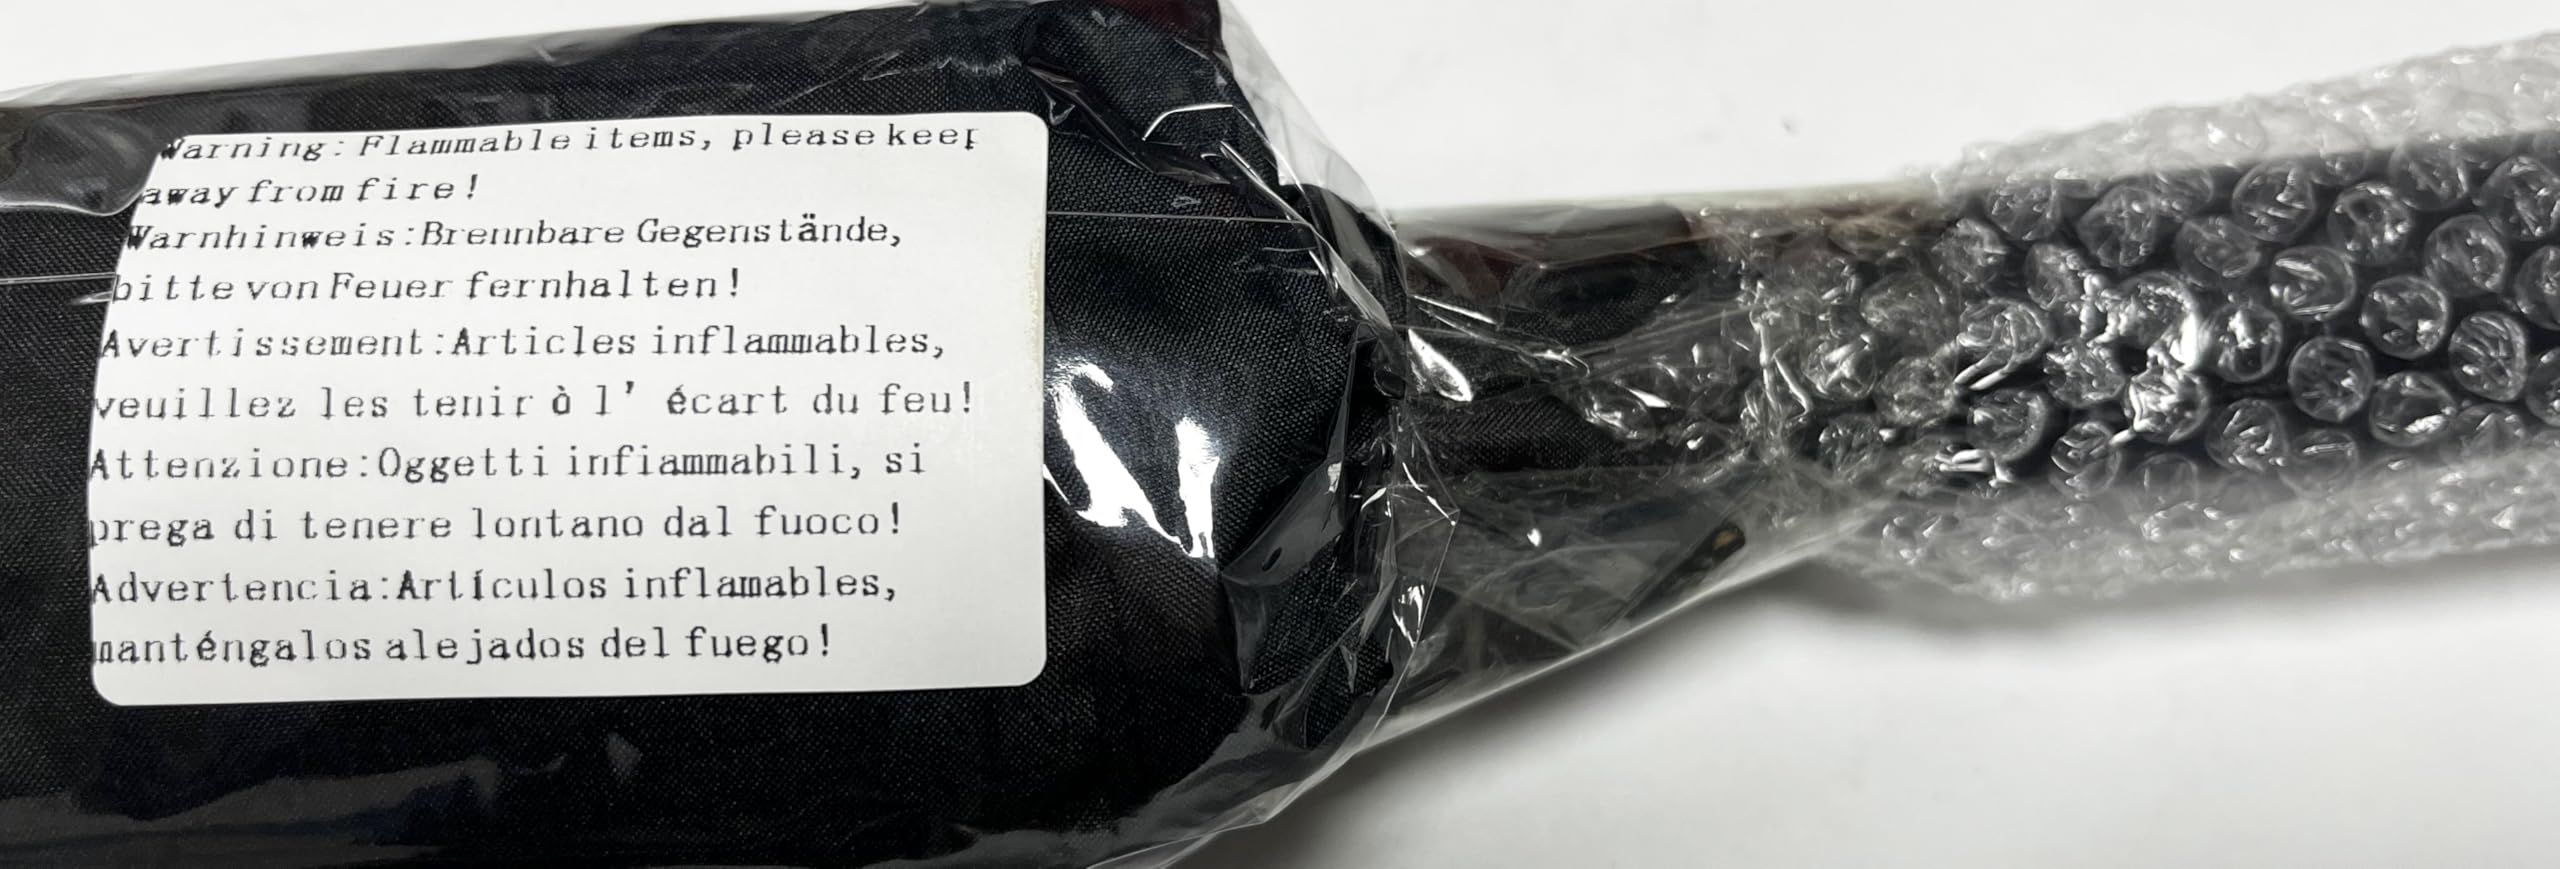 Warning: Flammable items, please keep
away from fire!
Warnhinweis:Brennbare Gegenstände,
bitte von Feuer fernhalten!
Avertissement:Articles inflammables,
veuillez les tenir à l’ écart du feu!
Attenzione:Oggetti infiammabili, si
prega di tenere lontano dal fuoco!
Advertencia:Artículos inflamables,
manténgalos alejados del fuego!